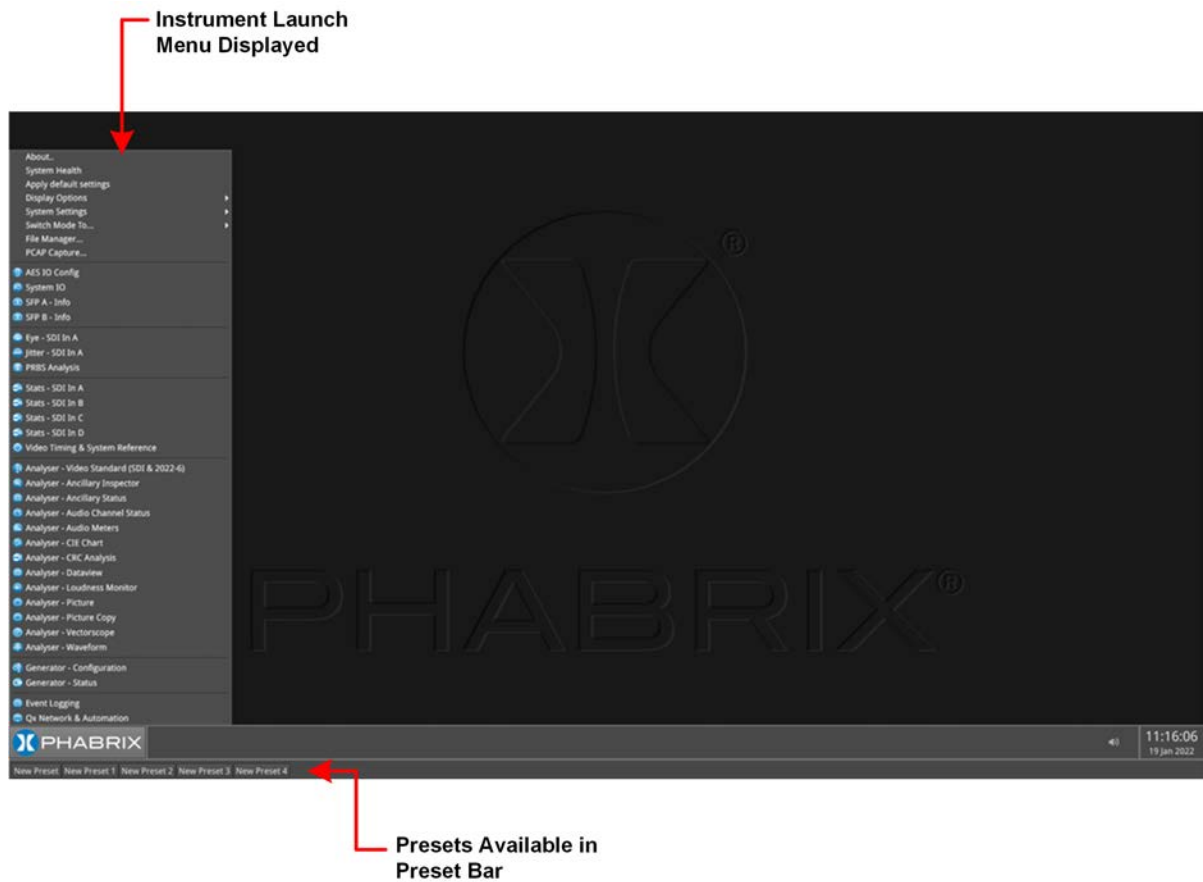 Instrument Launch
Menu Displayed
About..
System Health
Apply default settings
Display Options
System Settings
Switch Mode To...
File Manager...
PCAP Capture...
AES IO Config
System IO
SFP A - Info
SFP B - Info
Eye - SDI In A
Jitter - SDI In A
PRBS Analysis
Stats - SDI In A
Stats - SDI In B
Stats - SDI In C
Stats - SDI In D
Video Timing & System Reference
Analyser - Video Standard (SDI & 2022-6)
Analyser - Ancillary Inspector
Analyser - Ancillary Status
Analyser - Audio Channel Status
Analyser - Audio Meters
Analyser - CIE Chart
Analyser - CRC Analysis
Analyser - Dataview
Analyser - Loudness Monitor
Analyser - Picture
Analyser - Picture Copy
Analyser - Vectorscope
Analyser - Waveform
Generator - Configuration
Generator - Status
Event Logging
Qx Network & Automation
®
PHABRIX®
PHABRIX
11:16:06
19 Jan 2022
New Preset New Preset 1 New Preset 2 New Preset 3 New Preset 4
Presets Available in
Preset Bar